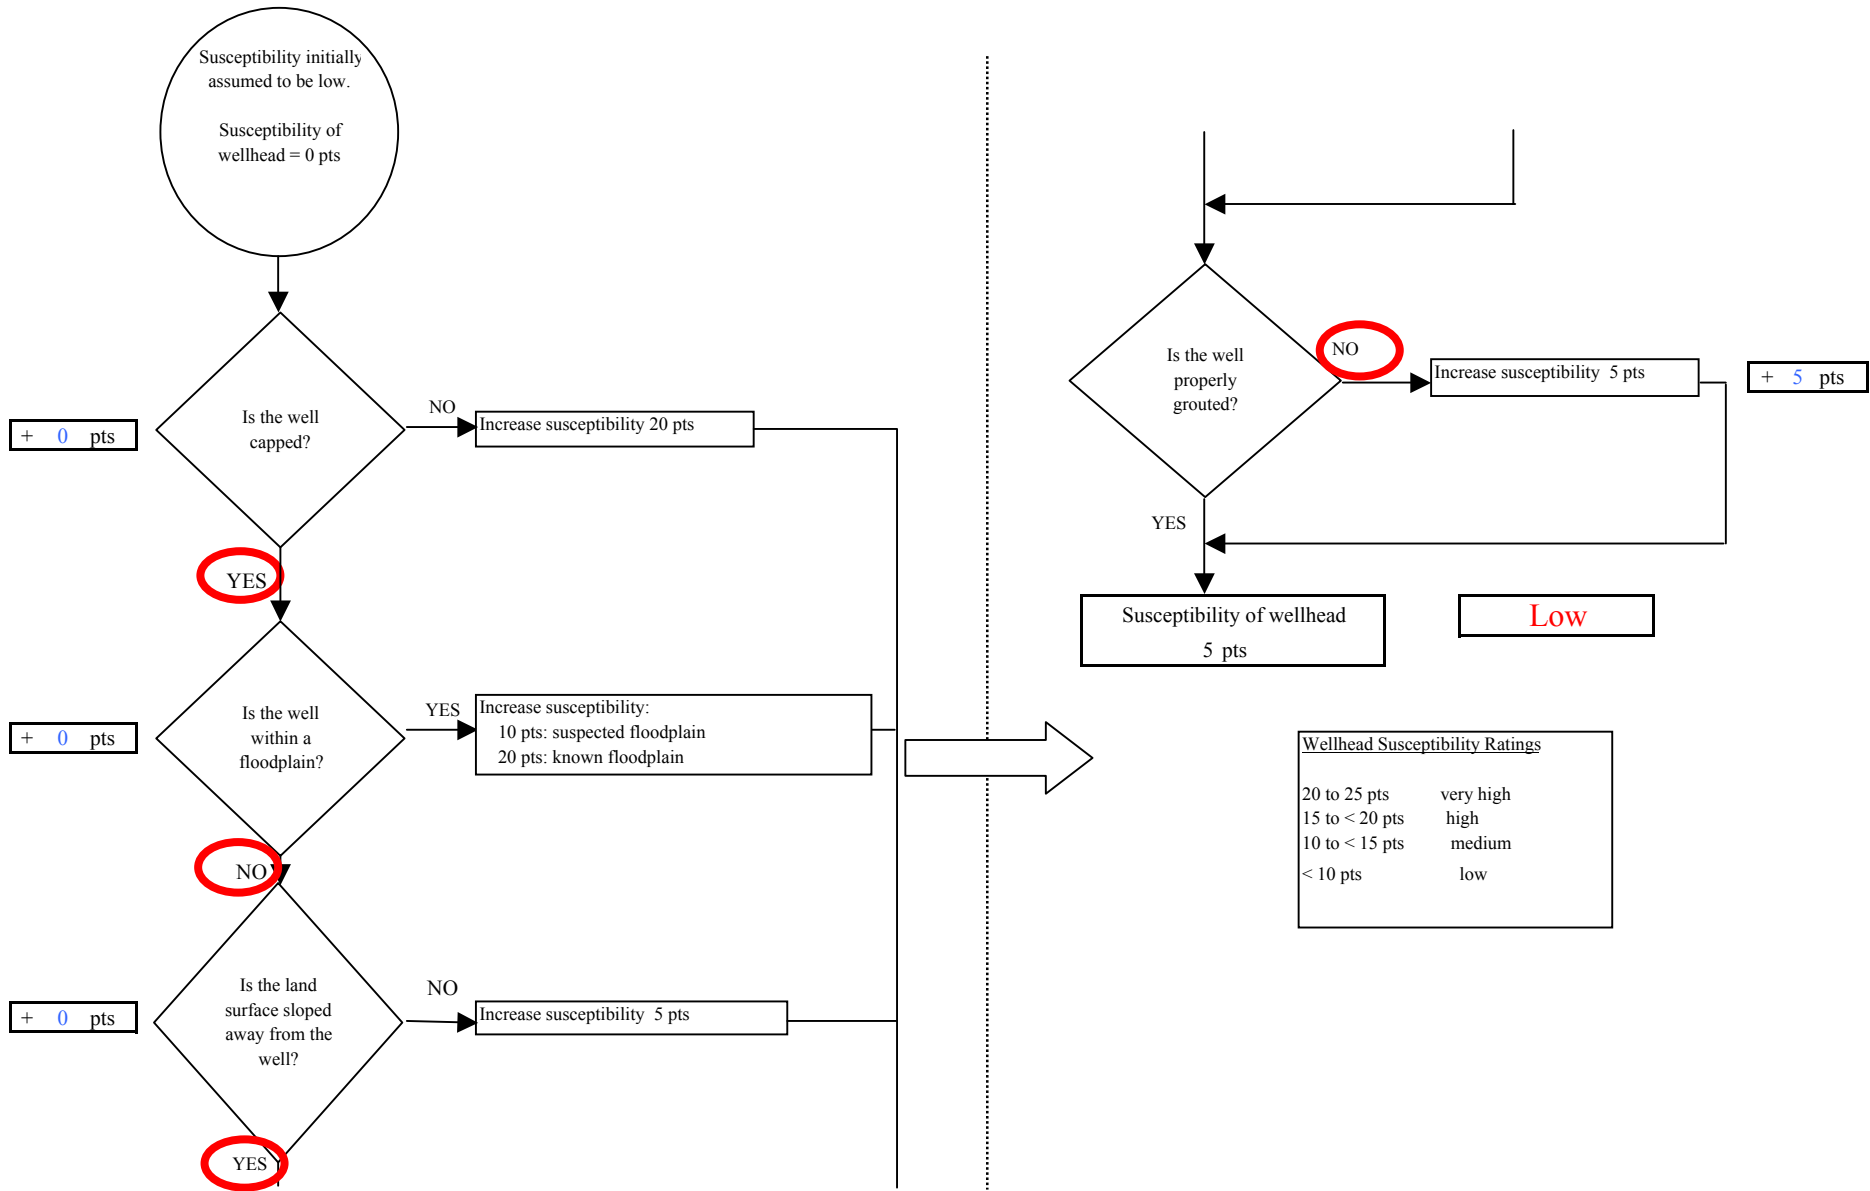 Susceptibility initially
assumed to be low.
Susceptibility of
wellhead = 0 pts
+ 0 pts
Is the well
capped?
NO
Increase susceptibility 20 pts
YES
+ 0 pts
Is the well
within a
floodplain?
YES
Increase susceptibility:
10 pts: suspected floodplain
20 pts: known floodplain
NO
+ 0 pts
Is the land
surface sloped
away from the
well?
NO
Increase susceptibility 5 pts
YES
Is the well
properly
grouted?
NO
Increase susceptibility 5 pts
+ 5 pts
YES
Susceptibility of wellhead
5 pts
Low
Wellhead Susceptibility Ratings
20 to 25 pts very high
15 to < 20 pts high
10 to < 15 pts medium
< 10 pts low